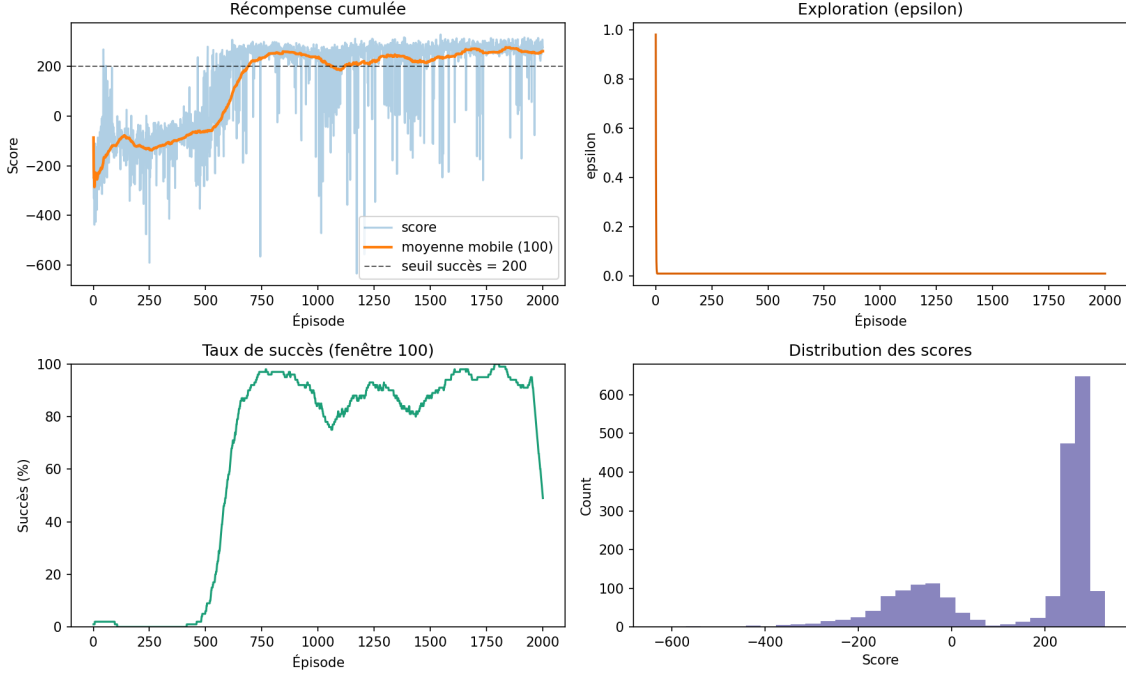 Récompense cumulée
Score
200
0
−200
−400
−600
score
moyenne mobile (100)
seuil succès = 200
0 250 500 750 1000 1250 1500 1750 2000
Épisode
Exploration (epsilon)
epsilon
1.0
0.8
0.6
0.4
0.2
0.0
0 250 500 750 1000 1250 1500 1750 2000
Épisode
Taux de succès (fenêtre 100)
Succès (%)
100
80
60
40
20
0
0 250 500 750 1000 1250 1500 1750 2000
Épisode
Distribution des scores
Count
600
500
400
300
200
100
0
−600 −400 −200 0 200
Score